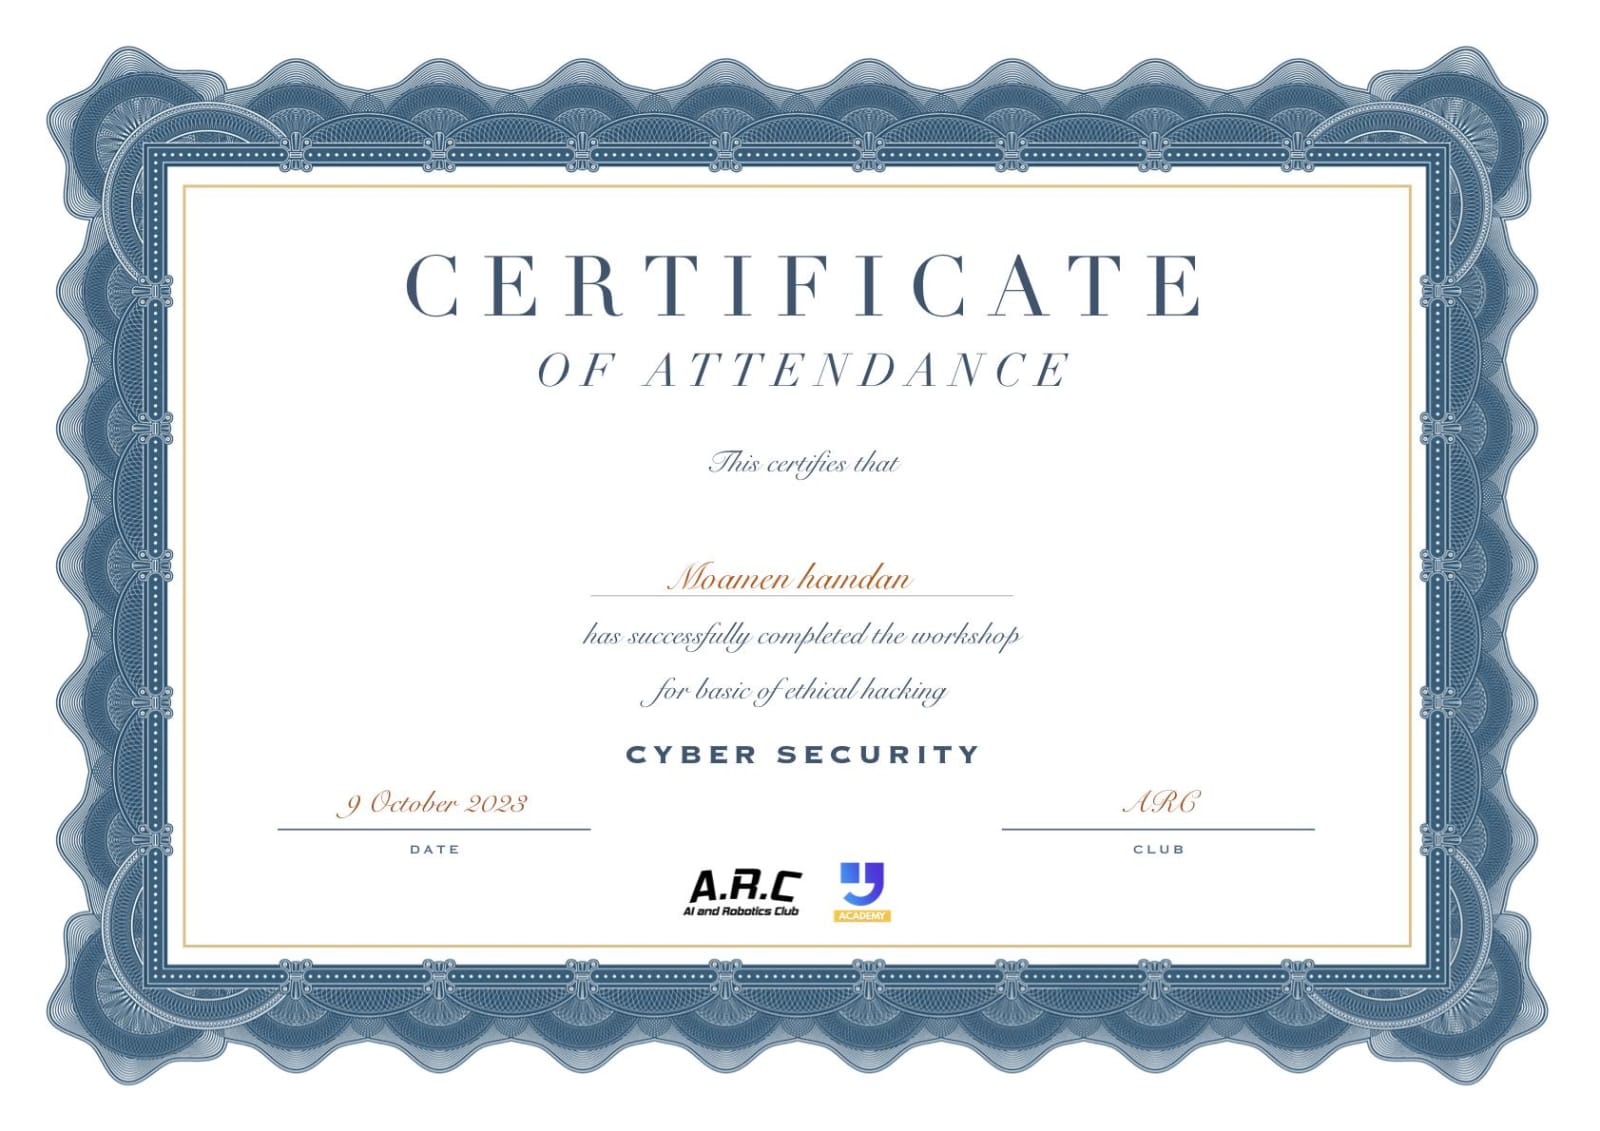 CERTIFICATE
OF ATTENDANCE
This certifies that
Moamen hamdan
has successfully completed the workshop
for basic of ethical hacking
CYBER SECURITY
9 October 2023
ARC
DATE
CLUB
A.R.C
AI and Robotics Club
ACADEMY